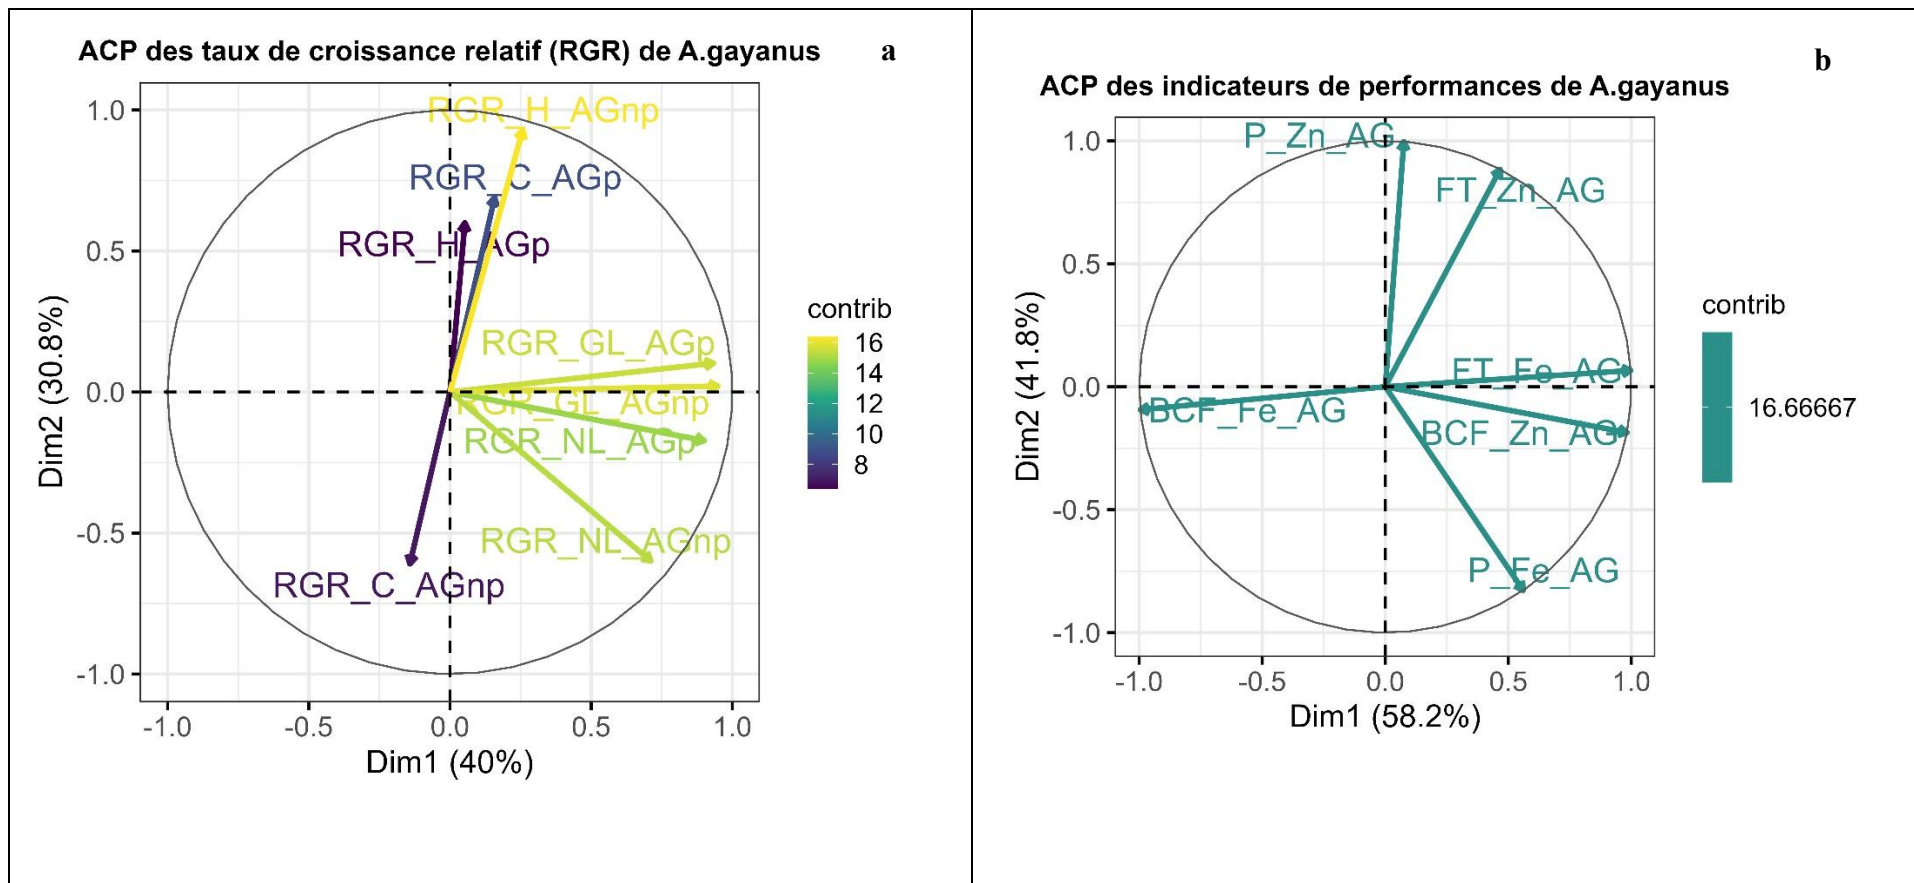 ACP des taux de croissance relatif (RGR) de A.gayanus
a
RGR_H_AGnp
RGR_C_AGp
RGR_H_AGp
RGR_GL_AGp
RGR_GL_AGnp
RGR_NL_AGp
RGR_NL_AGnp
RGR_C_AGnp
1.0
0.5
0.0
-0.5
-1.0
Dim2 (30.8%)
-1.0 -0.5 0.0 0.5 1.0
Dim1 (40%)
contrib
16
14
12
10
8
b
ACP des indicateurs de performances de A.gayanus
P_Zn_AG
FT_Zn_AG
FT_Fe_AG
BCF_Fe_AG
BCF_Zn_AG
P_Fe_AG
1.0
0.5
0.0
-0.5
-1.0
Dim2 (41.8%)
-1.0 -0.5 0.0 0.5 1.0
Dim1 (58.2%)
contrib
16.66667